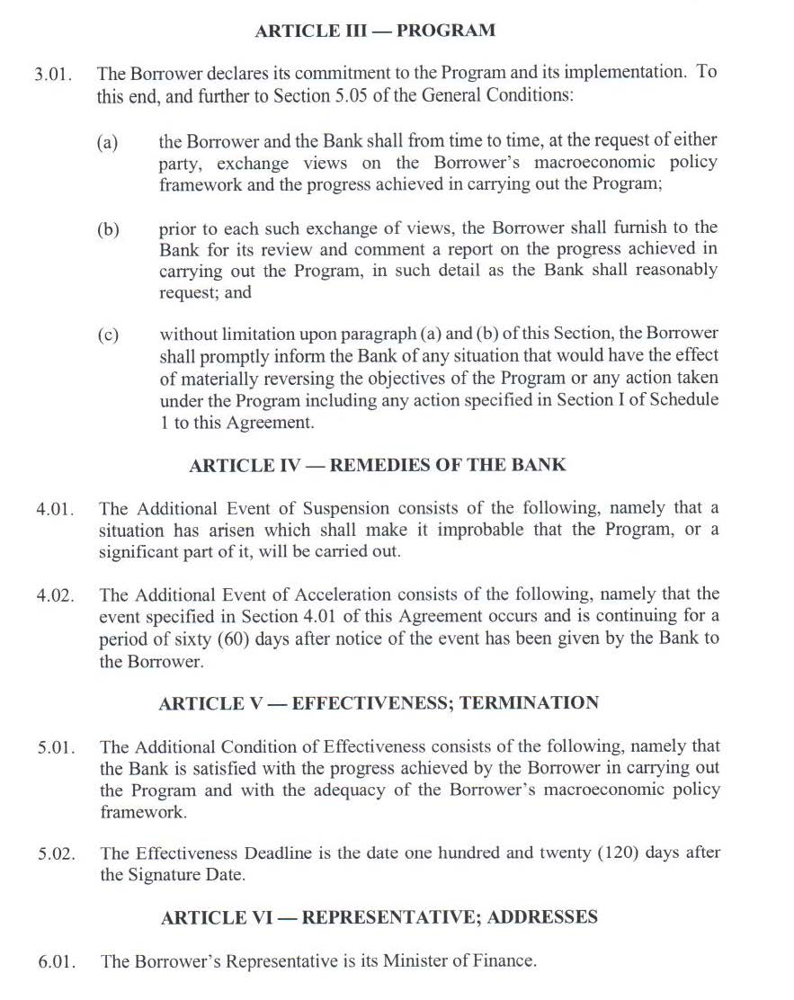 ARTICLE III — PROGRAM
3.01. The Borrower declares its commitment to the Program and its implementation. To
this end, and further to Section 5.05 of the General Conditions:
(a) the Borrower and the Bank shall from time to time, at the request of either
party, exchange views on the Borrower's macroeconomic policy
framework and the progress achieved in carrying out the Program;
(b) prior to each such exchange of views, the Borrower shall furnish to the
Bank for its review and comment a report on the progress achieved in
carrying out the Program, in such detail as the Bank shall reasonably
request; and
(c) without limitation upon paragraph (a) and (b) of this Section, the Borrower
shall promptly inform the Bank of any situation that would have the effect
of materially reversing the objectives of the Program or any action taken
under the Program including any action specified in Section I of Schedule
1 to this Agreement.
ARTICLE IV — REMEDIES OF THE BANK
4.01. The Additional Event of Suspension consists of the following, namely that a
situation has arisen which shall make it improbable that the Program, or a
significant part of it, will be carried out.
4.02. The Additional Event of Acceleration consists of the following, namely that the
event specified in Section 4.01 of this Agreement occurs and is continuing for a
period of sixty (60) days after notice of the event has been given by the Bank to
the Borrower.
ARTICLE V — EFFECTIVENESS; TERMINATION
5.01. The Additional Condition of Effectiveness consists of the following, namely that
the Bank is satisfied with the progress achieved by the Borrower in carrying out
the Program and with the adequacy of the Borrower's macroeconomic policy
framework.
5.02. The Effectiveness Deadline is the date one hundred and twenty (120) days after
the Signature Date.
ARTICLE VI — REPRESENTATIVE; ADDRESSES
6.01. The Borrower's Representative is its Minister of Finance.